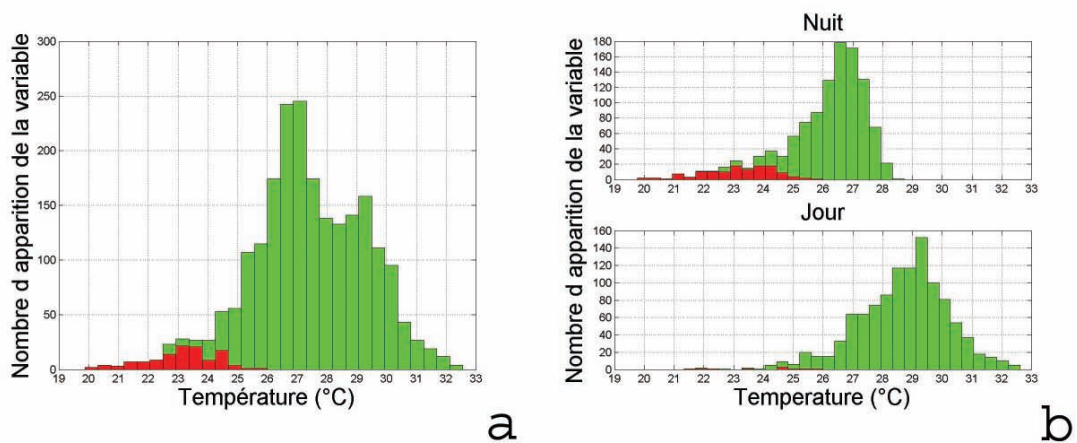 Nombre d apparition de la variable
300
250
200
150
100
50
0
19 20 21 22 23 24 25 26 27 28 29 30 31 32 33
Température (°C)
a
Nuit
Nombre d apparition de la variable
180
160
140
120
100
80
60
40
20
0
19 20 21 22 23 24 25 26 27 28 29 30 31 32 33
Jour
160
140
120
100
80
60
40
20
0
19 20 21 22 23 24 25 26 27 28 29 30 31 32 33
Temperature (°C)
b